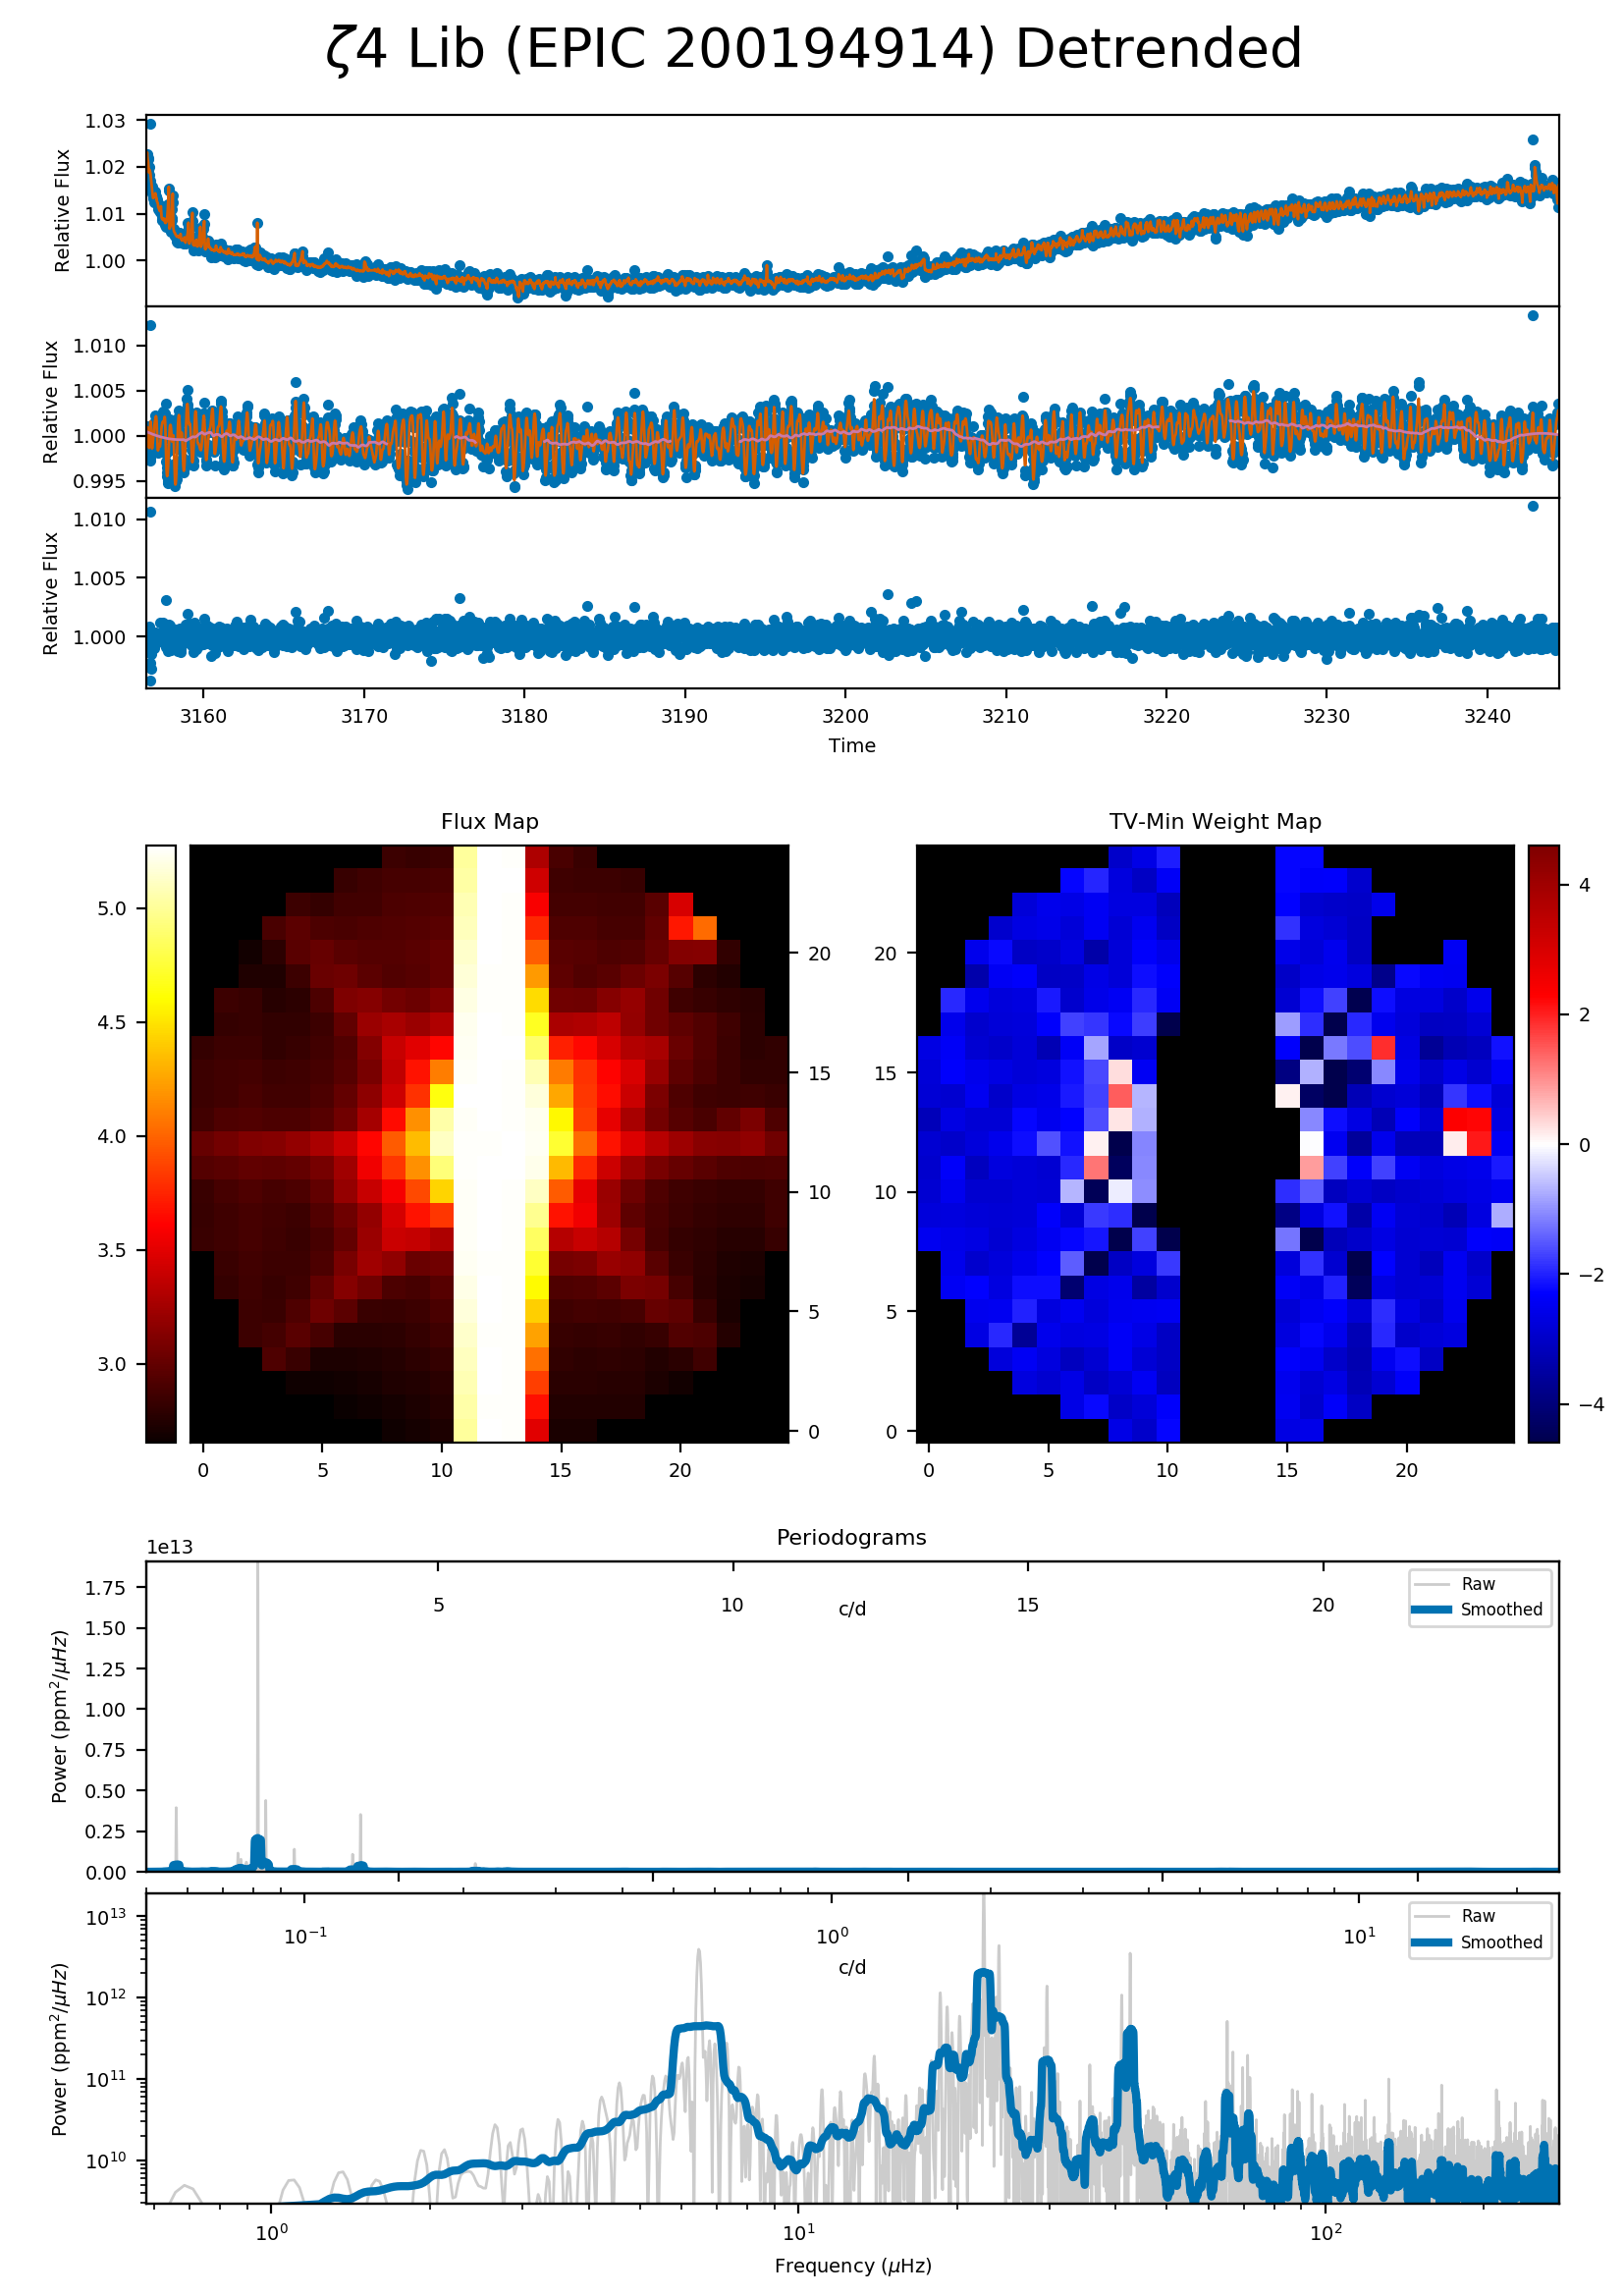 ζ4 Lib (EPIC 200194914) Detrended
1.03
1.02
1.01
1.00
Relative Flux
1.010
1.005
1.000
0.995
Relative Flux
1.010
1.005
1.000
Relative Flux
3160 3170 3180 3190 3200 3210 3220 3230 3240
Time
Flux Map
5.0
4.5
4.0
3.5
3.0
20
15
10
5
0
0 5 10 15 20
TV-Min Weight Map
20
15
10
5
0
0 5 10 15 20
4
2
0
−2
−4
Periodograms
1e13
1.75
1.50
1.25
1.00
0.75
0.50
0.25
0.00
Power (ppm²/μHz)
5 10 15 20
c/d
Raw
Smoothed
10¹³
10¹²
10¹¹
10¹⁰
Power (ppm²/μHz)
10⁻¹ 10⁰ 10¹
c/d
Raw
Smoothed
10⁰ 10¹ 10²
Frequency (μHz)